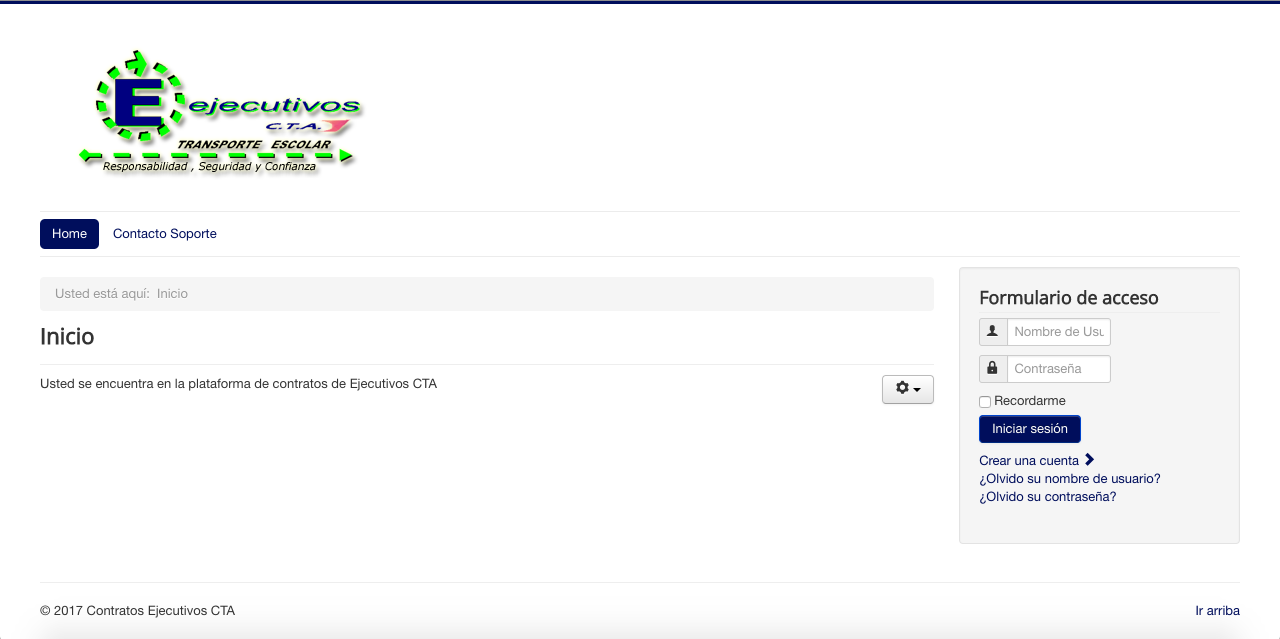 E ejecutivos
C.T.A.
TRANSPORTE ESCOLAR
Responsabilidad , Seguridad y Confianza
Home Contacto Soporte
Usted está aquí: Inicio
Inicio
Usted se encuentra en la plataforma de contratos de Ejecutivos CTA
Formulario de acceso
Nombre de Usu
Contraseña
Recordarme
Iniciar sesión
Crear una cuenta
¿Olvido su nombre de usuario?
¿Olvido su contraseña?
© 2017 Contratos Ejecutivos CTA
Ir arriba